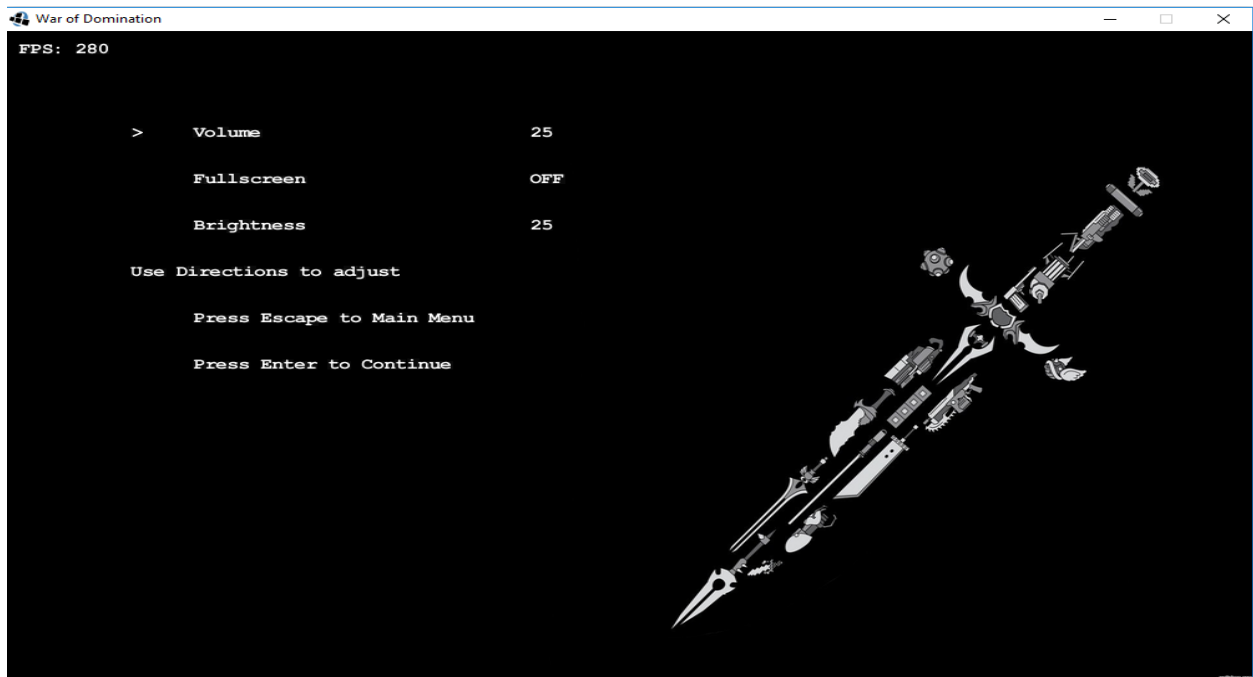 War of Domination
FPS: 280
> Volume 25
Fullscreen OFF
Brightness 25
Use Directions to adjust
Press Escape to Main Menu
Press Enter to Continue